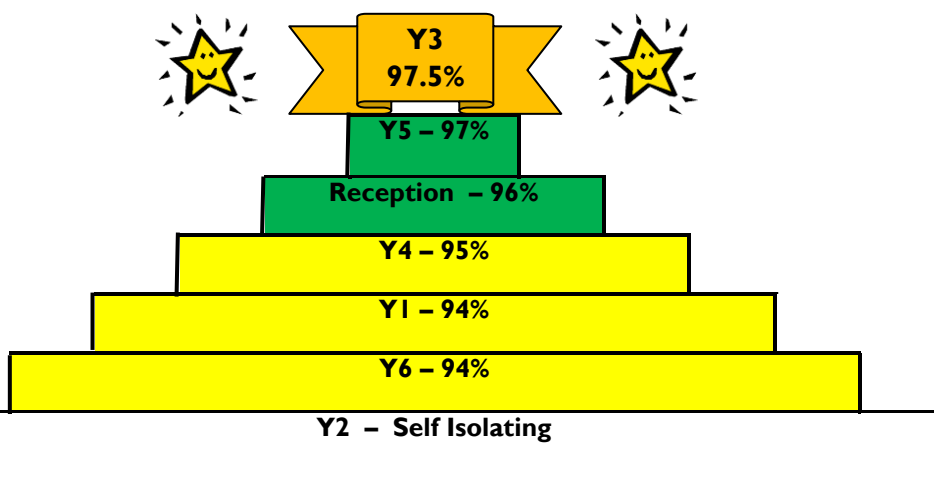 Y3
97.5%
Y5 – 97%
Reception – 96%
Y4 – 95%
Y1 – 94%
Y6 – 94%
Y2 – Self Isolating